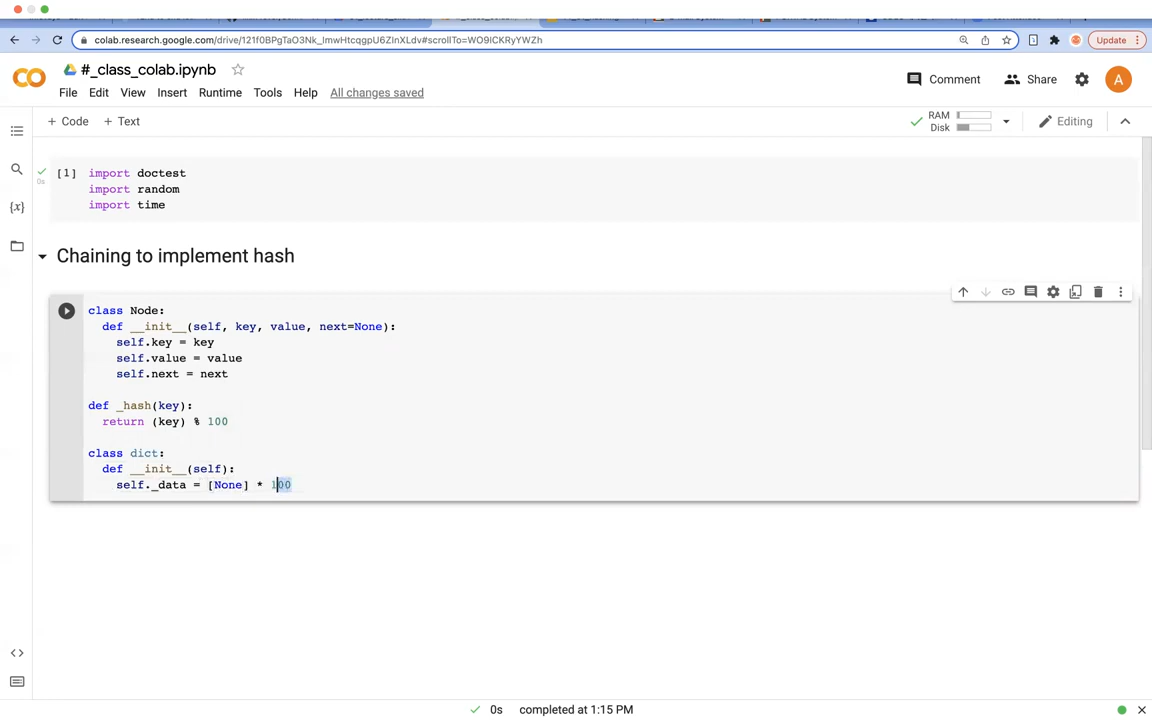 colab.research.google.com/drive/121f0BPgTaO3Nk_ImwHtcqgpU6ZInXLdv#scrollTo=WO9ICKRyYWZh
Update
#_class_colab.ipynb
File Edit View Insert Runtime Tools Help All changes saved
Comment Share A
+ Code + Text
RAM
Disk
Editing
[1] import doctest
0s
import random
import time
{x}
Chaining to implement hash
class Node:
def __init__(self, key, value, next=None):
self.key = key
self.value = value
self.next = next
def _hash(key):
return (key) % 100
class dict:
def __init__(self):
self._data = [None] * 100
0s completed at 1:15 PM